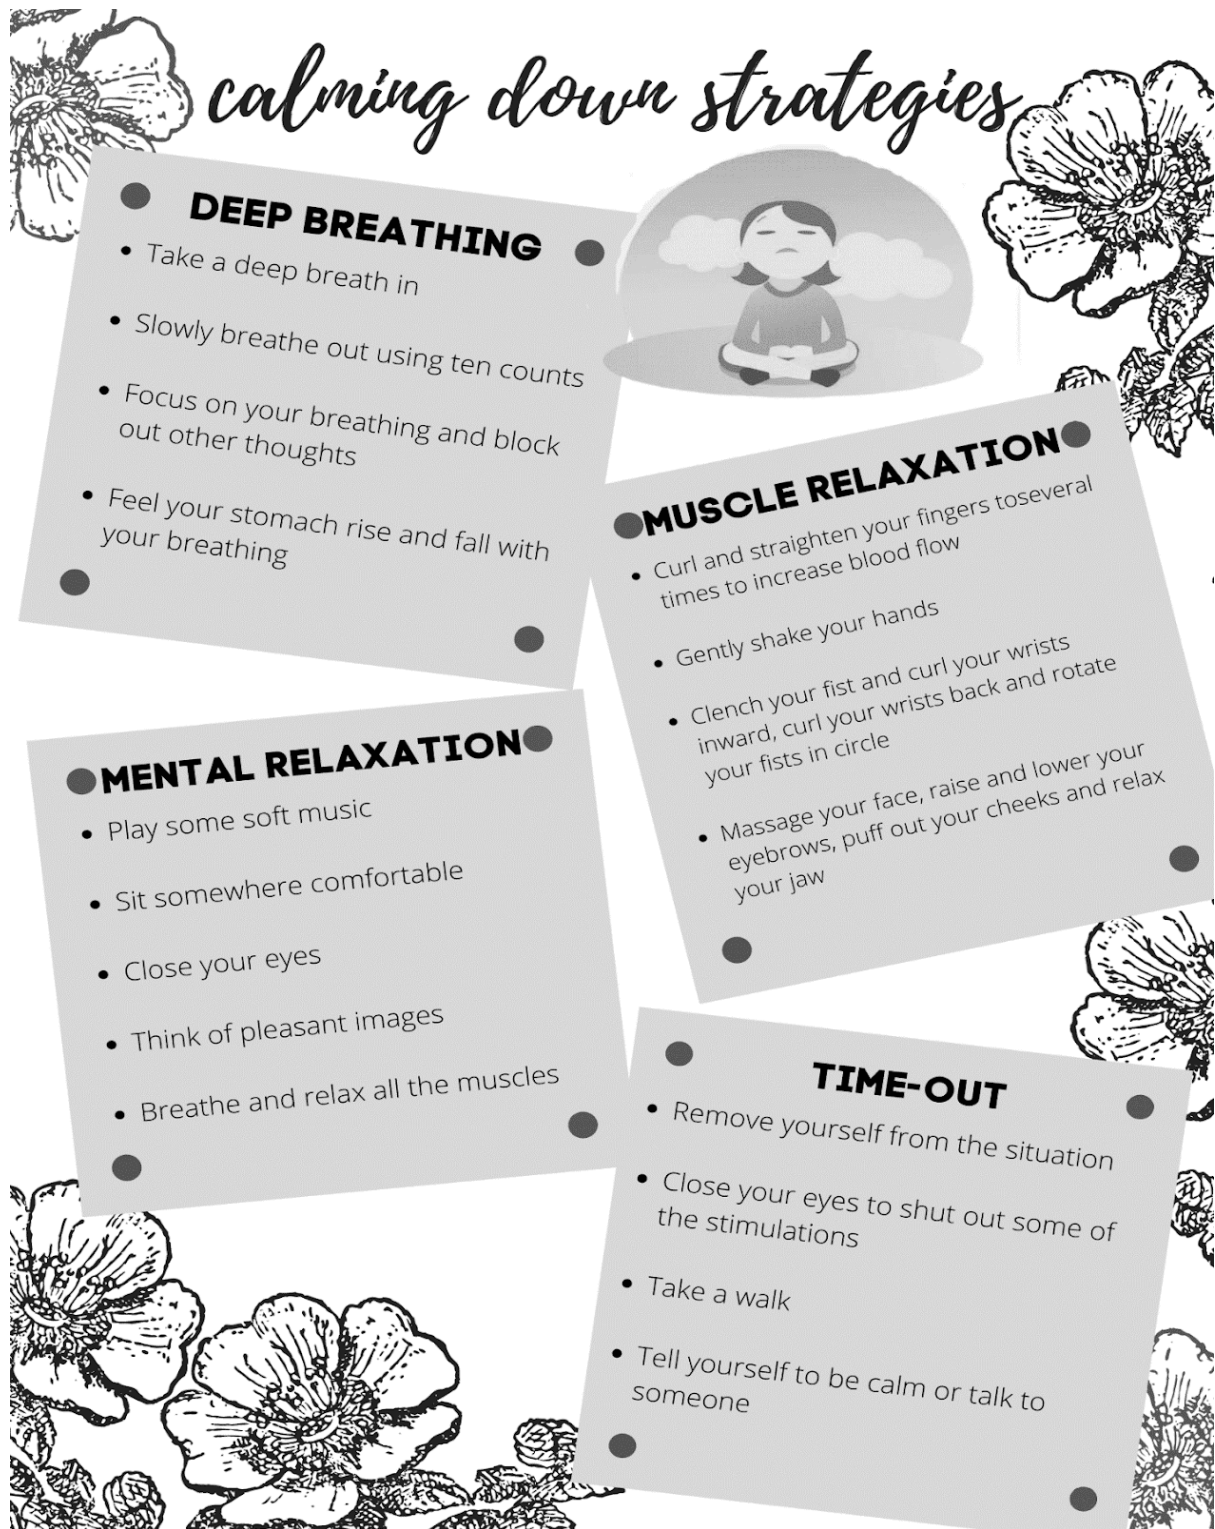 calming down strategies
DEEP BREATHING
• Take a deep breath in
• Slowly breathe out using ten counts
• Focus on your breathing and block
out other thoughts
• Feel your stomach rise and fall with
your breathing
MUSCLE RELAXATION
• Curl and straighten your fingers toseveral
times to increase blood flow
• Gently shake your hands
• Clench your fist and curl your wrists
inward, curl your wrists back and rotate
your fists in circle
• Massage your face, raise and lower your
eyebrows, puff out your cheeks and relax
your jaw
MENTAL RELAXATION
• Play some soft music
• Sit somewhere comfortable
• Close your eyes
• Think of pleasant images
• Breathe and relax all the muscles
TIME-OUT
• Remove yourself from the situation
• Close your eyes to shut out some of
the stimulations
• Take a walk
• Tell yourself to be calm or talk to
someone